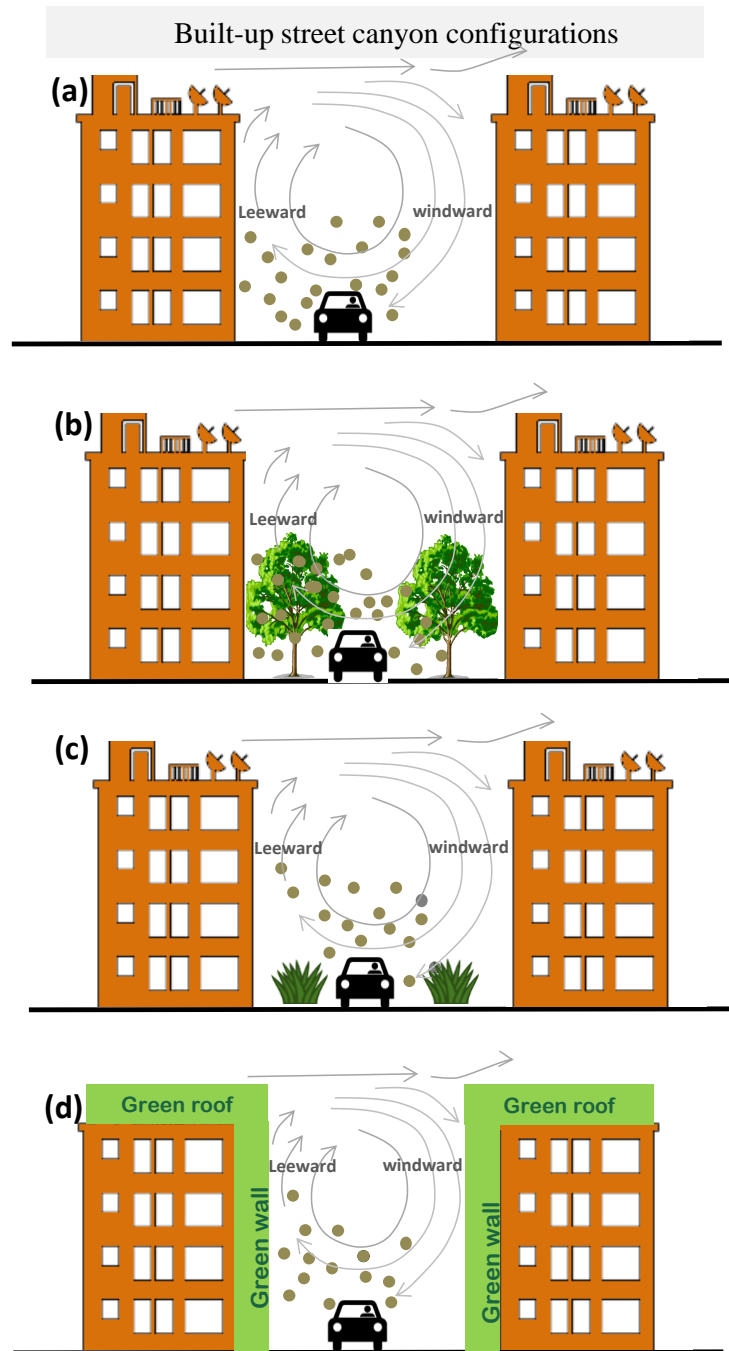 Built-up street canyon configurations
(a)
Leeward
windward
(b)
Leeward
windward
(c)
Leeward
windward
(d)
Green roof
Green roof
Leeward
windward
Green wall
Green wall